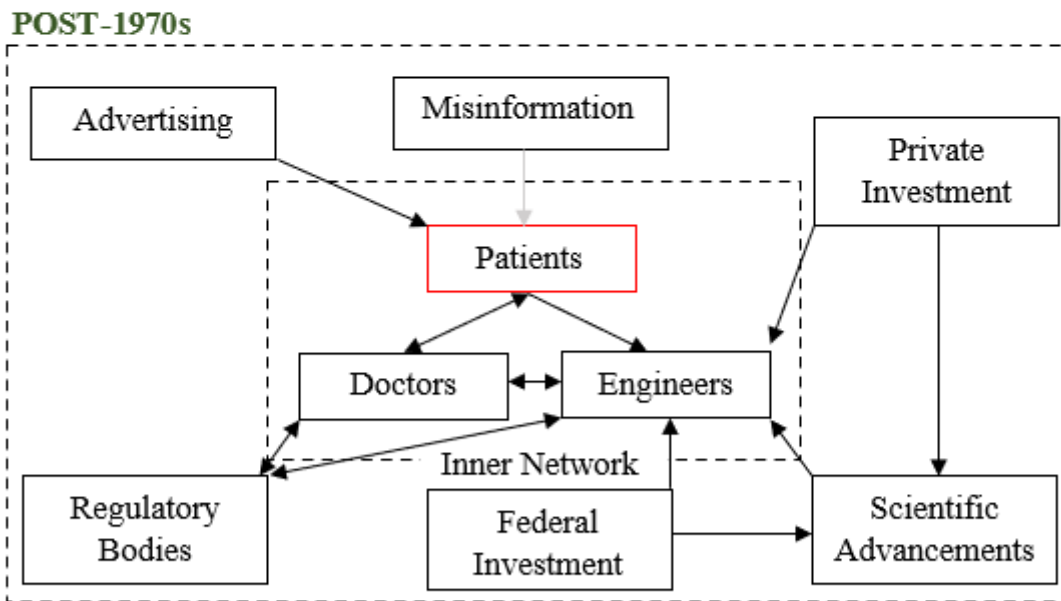 POST-1970s
Advertising
Misinformation
Private
Investment
Patients
Doctors
Engineers
Inner Network
Regulatory
Bodies
Federal
Investment
Scientific
Advancements